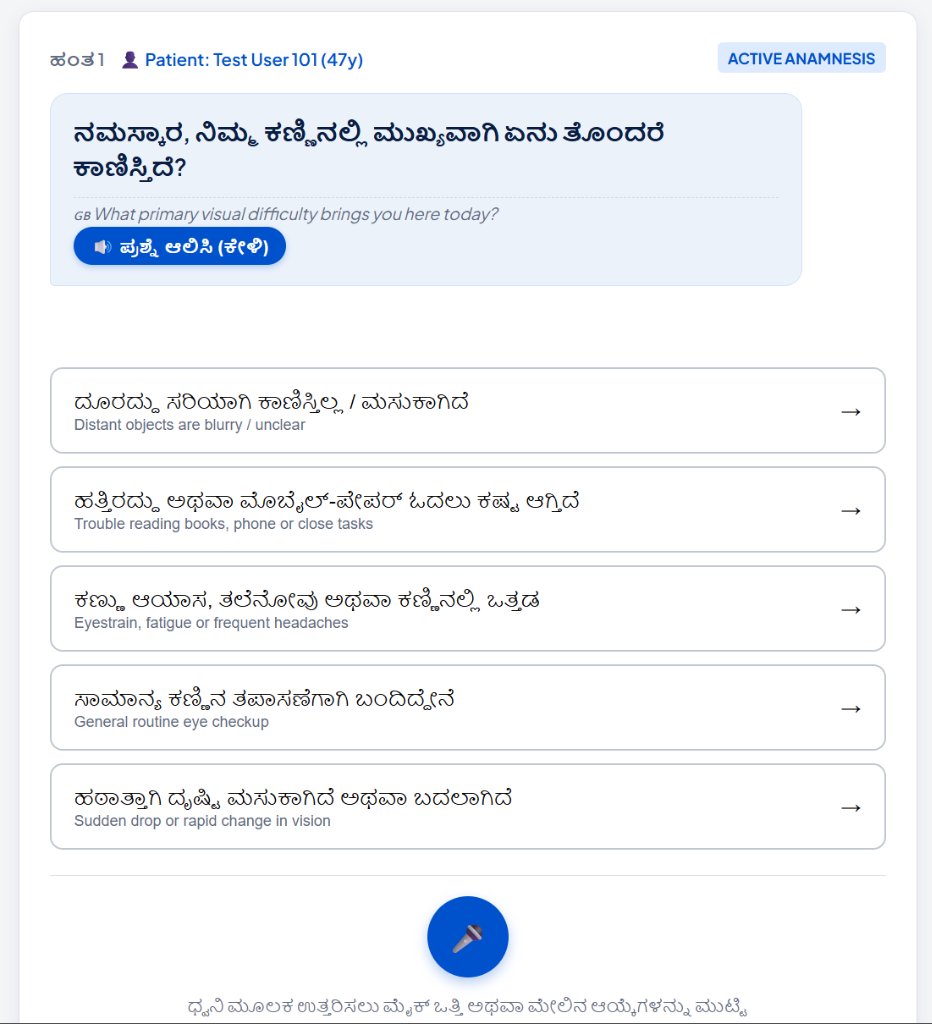 ಹಂತ 1 👤 Patient: Test User 101 (47y)
ACTIVE ANAMNESIS
ನಮಸ್ಕಾರ, ನಿಮ್ಮ ಕಣ್ಣಿನಲ್ಲಿ ಮುಖ್ಯವಾಗಿ ಏನು ತೊಂದರೆ
ಕಾಣಿಸ್ತಿದೆ?
GB What primary visual difficulty brings you here today?
🔊 ಪ್ರಶ್ನೆ ಆಲಿಸಿ (ಕೇಳಿ)
ದೂರದ್ದು ಸರಿಯಾಗಿ ಕಾಣಿಸ್ತಿಲ್ಲ / ಮಸುಕಾಗಿದೆ
Distant objects are blurry / unclear
→
ಹತ್ತಿರದ್ದು ಅಥವಾ ಮೊಬೈಲ್-ಪೇಪರ್ ಓದಲು ಕಷ್ಟ ಆಗ್ತಿದೆ
Trouble reading books, phone or close tasks
→
ಕಣ್ಣು ಆಯಾಸ, ತಲೆನೋವು ಅಥವಾ ಕಣ್ಣಿನಲ್ಲಿ ಒತ್ತಡ
Eyestrain, fatigue or frequent headaches
→
ಸಾಮಾನ್ಯ ಕಣ್ಣಿನ ತಪಾಸಣೆಗಾಗಿ ಬಂದಿದ್ದೇನೆ
General routine eye checkup
→
ಹಠಾತ್ತಾಗಿ ದೃಷ್ಟಿ ಮಸುಕಾಗಿದೆ ಅಥವಾ ಬದಲಾಗಿದೆ
Sudden drop or rapid change in vision
→
ಧ್ವನಿ ಮೂಲಕ ಉತ್ತರಿಸಲು ಮೈಕ್ ಒತ್ತಿ ಅಥವಾ ಮೇಲಿನ ಆಯ್ಕೆಗಳನ್ನು ಮುಟ್ಟಿ